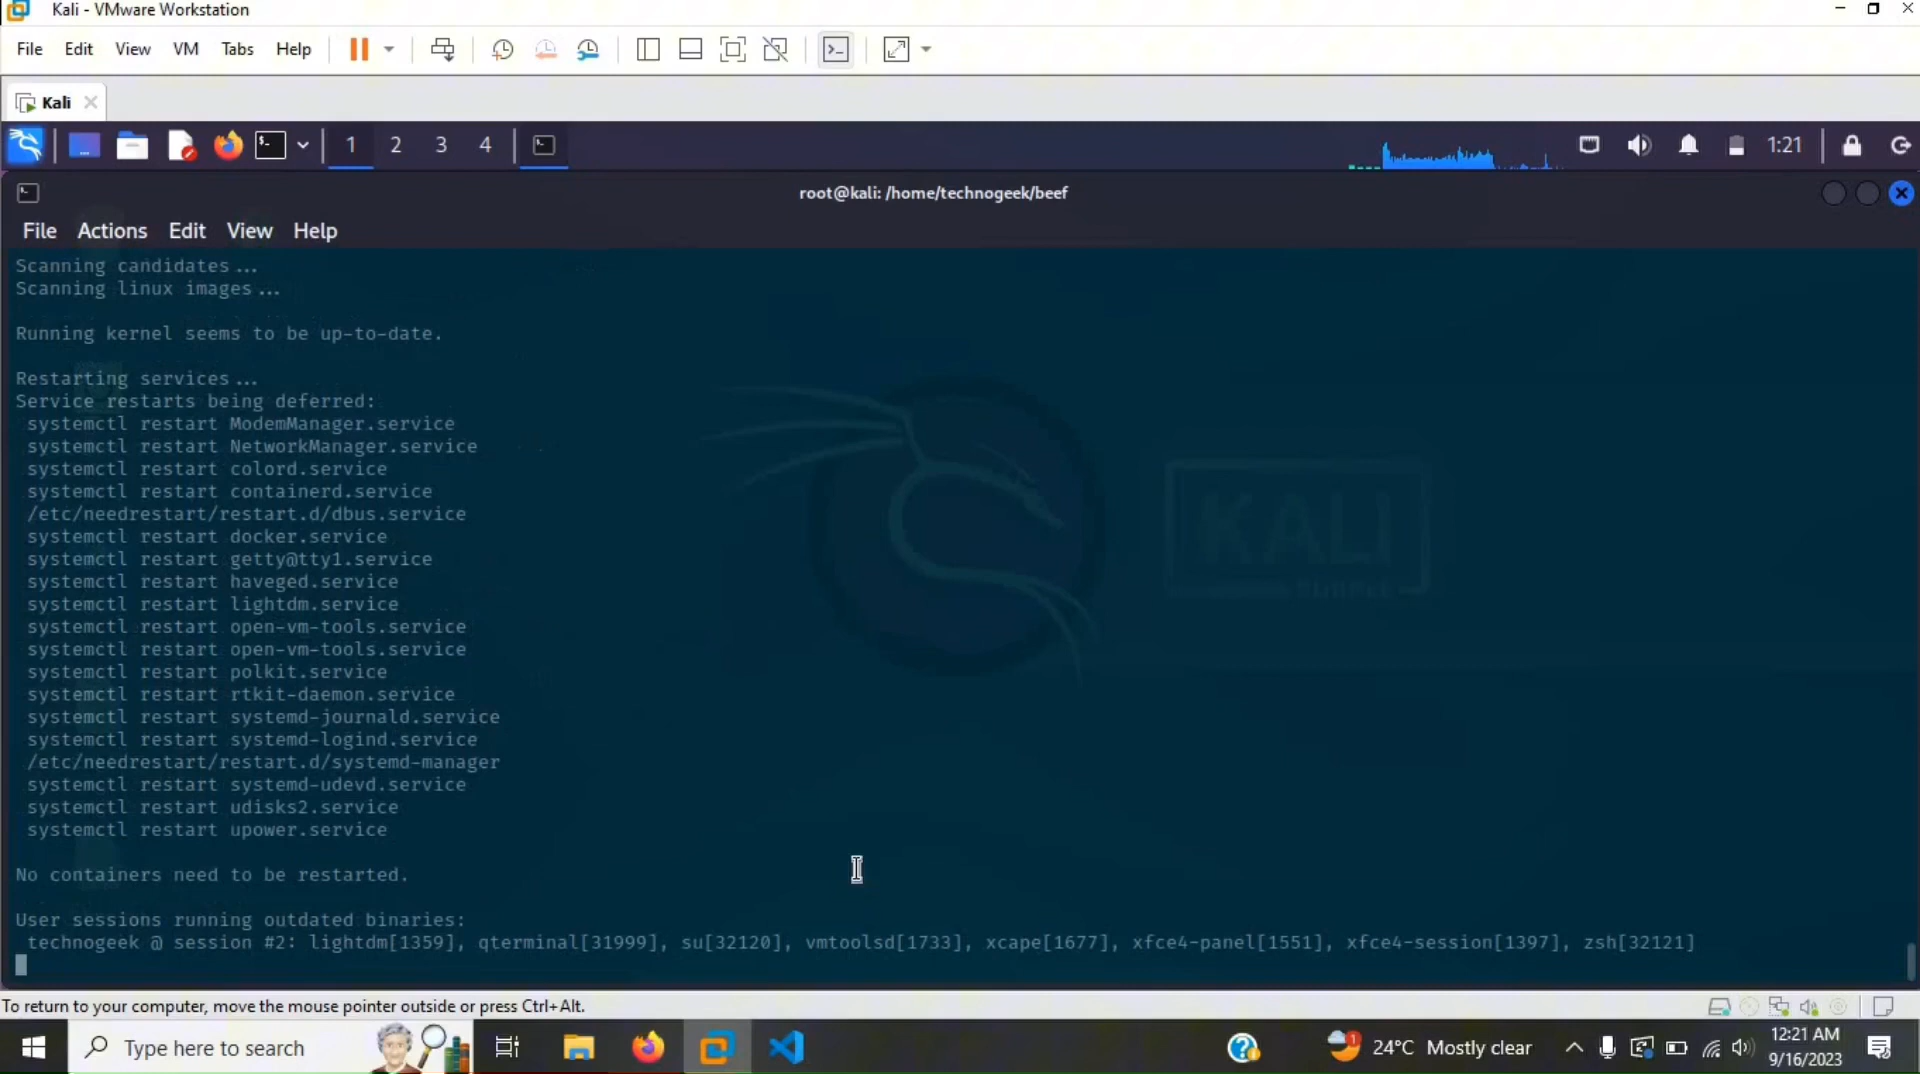 Kali - VMware Workstation
File Edit View VM Tabs Help
Kali
1 2 3 4 1:21
root@kali: /home/technogeek/beef
File Actions Edit View Help
Scanning candidates...
Scanning linux images...
Running kernel seems to be up-to-date.
Restarting services...
Service restarts being deferred:
systemctl restart ModemManager.service
systemctl restart NetworkManager.service
systemctl restart colord.service
systemctl restart containerd.service
/etc/needrestart/restart.d/dbus.service
systemctl restart docker.service
systemctl restart getty@tty1.service
systemctl restart haveged.service
systemctl restart lightdm.service
systemctl restart open-vm-tools.service
systemctl restart open-vm-tools.service
systemctl restart polkit.service
systemctl restart rtkit-daemon.service
systemctl restart systemd-journald.service
systemctl restart systemd-logind.service
/etc/needrestart/restart.d/systemd-manager
systemctl restart systemd-udevd.service
systemctl restart udisks2.service
systemctl restart upower.service
KALI
No containers need to be restarted.
User sessions running outdated binaries:
technogeek @ session #2: lightdm[1359], qterminal[31999], su[32120], vmtoolsd[1733], xcape[1677], xfce4-panel[1551], xfce4-session[1397], zsh[32121]
To return to your computer, move the mouse pointer outside or press Ctrl+Alt.
Type here to search
1
24°C Mostly clear
12:21 AM
9/16/2023